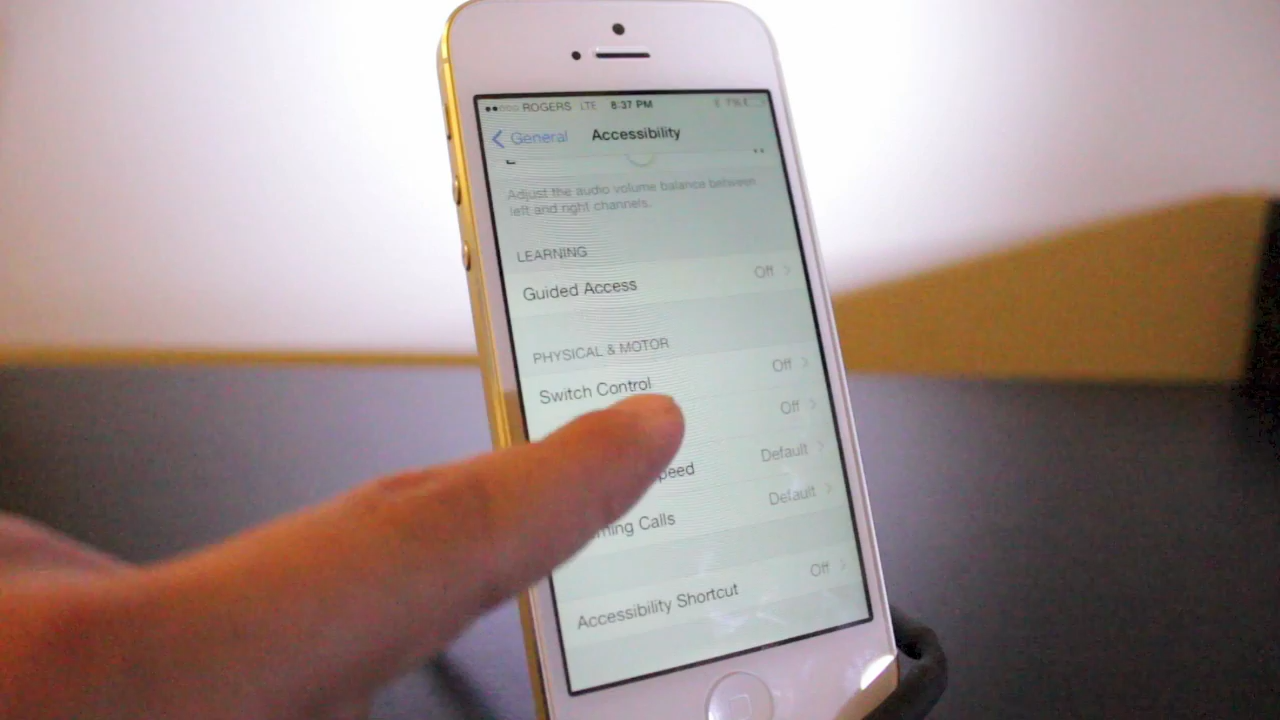 ROGERS LTE 8:37 PM
General Accessibility
Adjust the audio volume balance between
left and right channels.
LEARNING
Guided Access Off
PHYSICAL & MOTOR
Switch Control Off
Off
peed Default
ming Calls Default
Accessibility Shortcut Off